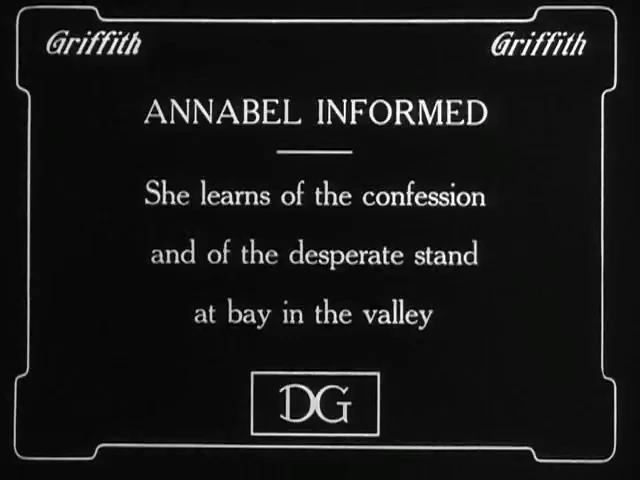 Griffith Griffith
ANNABEL INFORMED
She learns of the confession
and of the desperate stand
at bay in the valley
DG